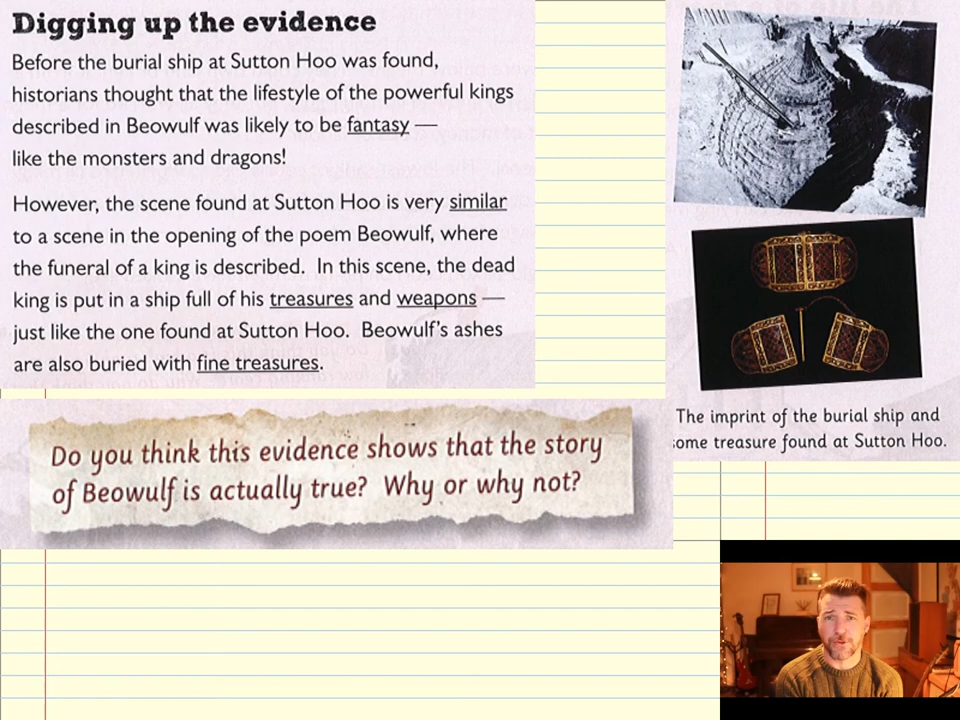 Digging up the evidence
Before the burial ship at Sutton Hoo was found,
historians thought that the lifestyle of the powerful kings
described in Beowulf was likely to be fantasy —
like the monsters and dragons!
However, the scene found at Sutton Hoo is very similar
to a scene in the opening of the poem Beowulf, where
the funeral of a king is described. In this scene, the dead
king is put in a ship full of his treasures and weapons —
just like the one found at Sutton Hoo. Beowulf's ashes
are also buried with fine treasures.
The imprint of the burial ship and
some treasure found at Sutton Hoo.
Do you think this evidence shows that the story
of Beowulf is actually true? Why or why not?